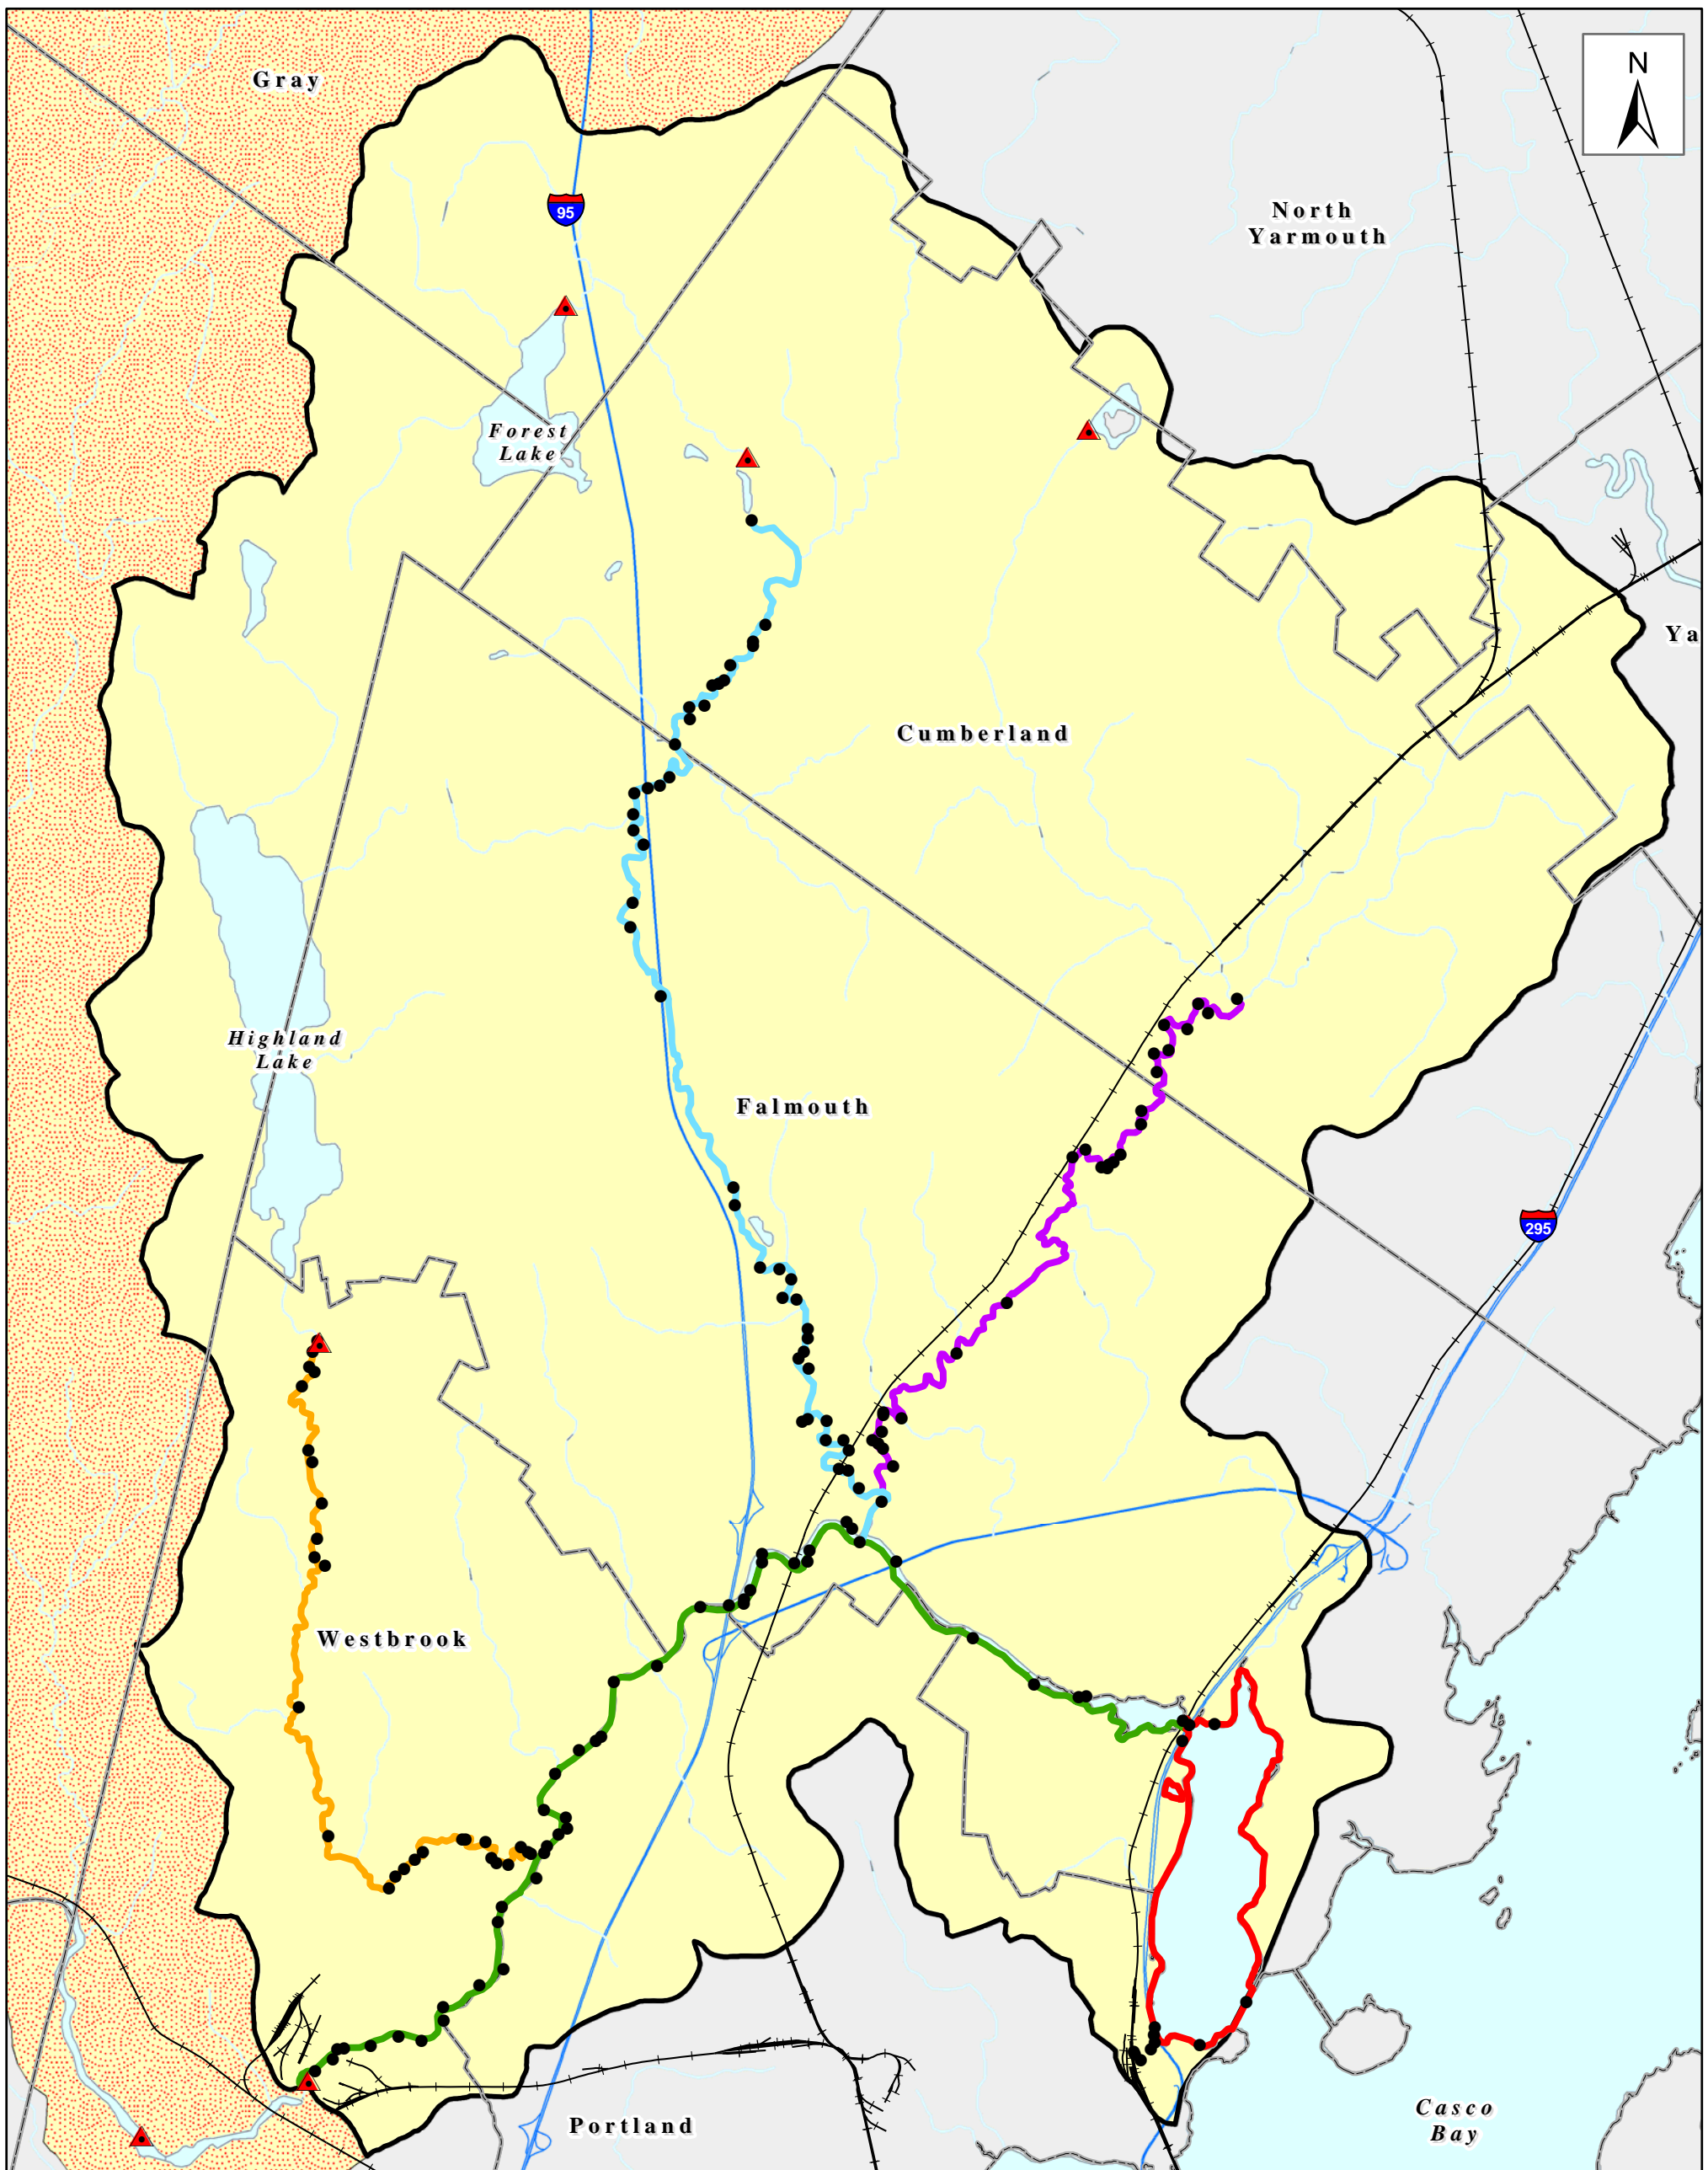 Gray
N
95
North
Yarmouth
Forest
Lake
Ya
Cumberland
Highland
Lake
Falmouth
295
Westbrook
Portland
Casco
Bay